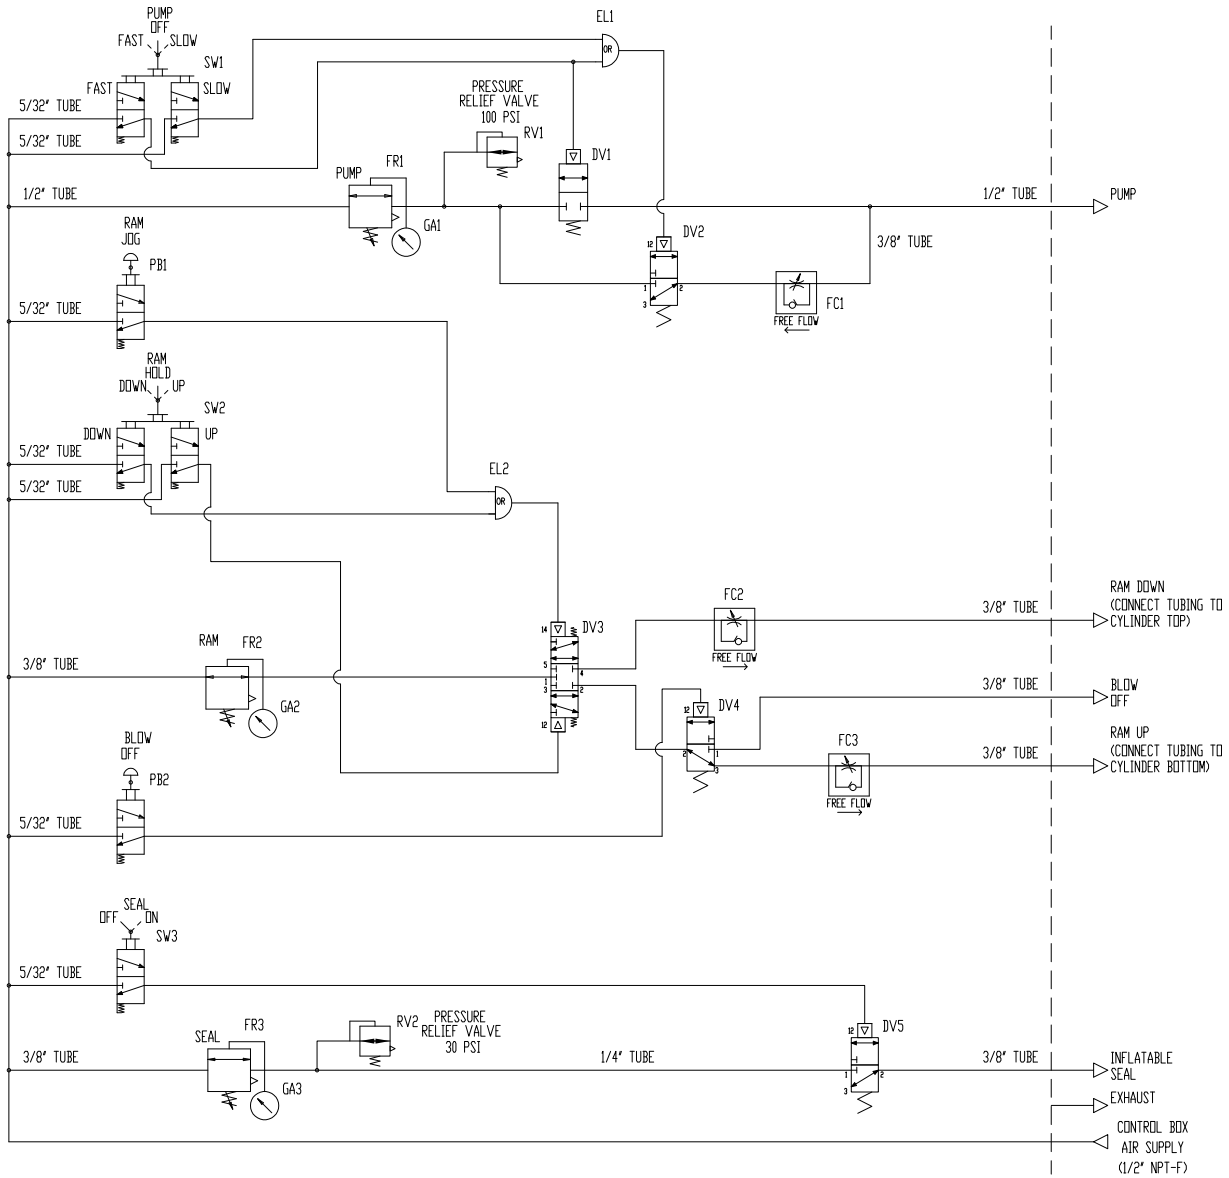 PUMP
OFF
FAST SLOW
SW1
FAST
SLOW
5/32" TUBE
5/32" TUBE
EL1
OR
PRESSURE
RELIEF VALVE
100 PSI
RV1
DV1
PUMP
FR1
GA1
1/2" TUBE
1/2" TUBE
PUMP
3/8" TUBE
DV2
12
1
2
3
FC1
FREE FLOW
RAM
JOG
PB1
5/32" TUBE
RAM
HOLD
DOWN UP
SW2
DOWN
UP
5/32" TUBE
5/32" TUBE
EL2
OR
RAM
FR2
GA2
3/8" TUBE
DV3
14
5
4
1
3
2
12
FC2
FREE FLOW
3/8" TUBE
RAM DOWN
(CONNECT TUBING TO
CYLINDER TOP)
DV4
12
2
1
3
3/8" TUBE
BLOW
OFF
FC3
FREE FLOW
3/8" TUBE
RAM UP
(CONNECT TUBING TO
CYLINDER BOTTOM)
BLOW
OFF
PB2
5/32" TUBE
SEAL
OFF ON
SW3
5/32" TUBE
SEAL
FR3
GA3
3/8" TUBE
RV2
PRESSURE
RELIEF VALVE
30 PSI
1/4" TUBE
DV5
12
1
2
3
3/8" TUBE
INFLATABLE
SEAL
EXHAUST
CONTROL BOX
AIR SUPPLY
(1/2" NPT-F)